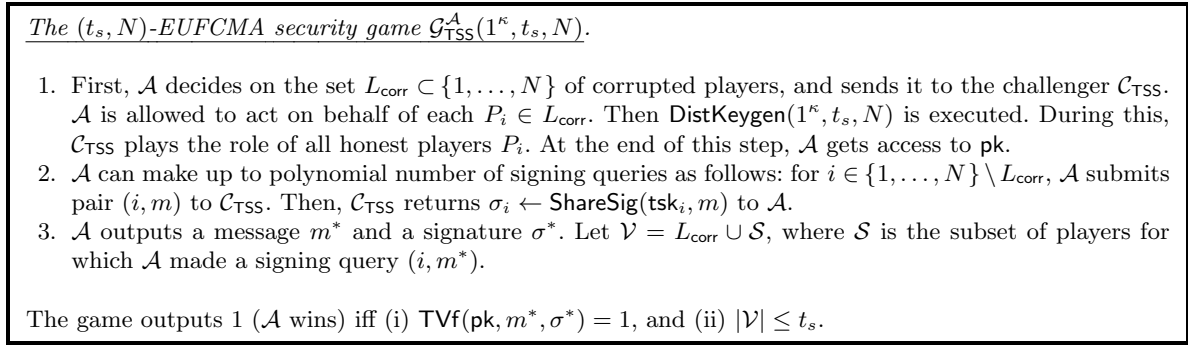 The (t_s, N)-EUFCMA security game 𝒢^𝒜_TSS(1^κ, t_s, N).
1. First, 𝒜 decides on the set L_corr ⊂ {1, . . . , N} of corrupted players, and sends it to the challenger 𝒞_TSS.
𝒜 is allowed to act on behalf of each P_i ∈ L_corr. Then DistKeygen(1^κ, t_s, N) is executed. During this,
𝒞_TSS plays the role of all honest players P_i. At the end of this step, 𝒜 gets access to pk.
2. 𝒜 can make up to polynomial number of signing queries as follows: for i ∈ {1, . . . , N} \ L_corr, 𝒜 submits
pair (i, m) to 𝒞_TSS. Then, 𝒞_TSS returns σ_i ← ShareSig(tsk_i, m) to 𝒜.
3. 𝒜 outputs a message m* and a signature σ*. Let 𝒱 = L_corr ∪ 𝒮, where 𝒮 is the subset of players for
which 𝒜 made a signing query (i, m*).
The game outputs 1 (𝒜 wins) iff (i) TVf(pk, m*, σ*) = 1, and (ii) |𝒱| ≤ t_s.